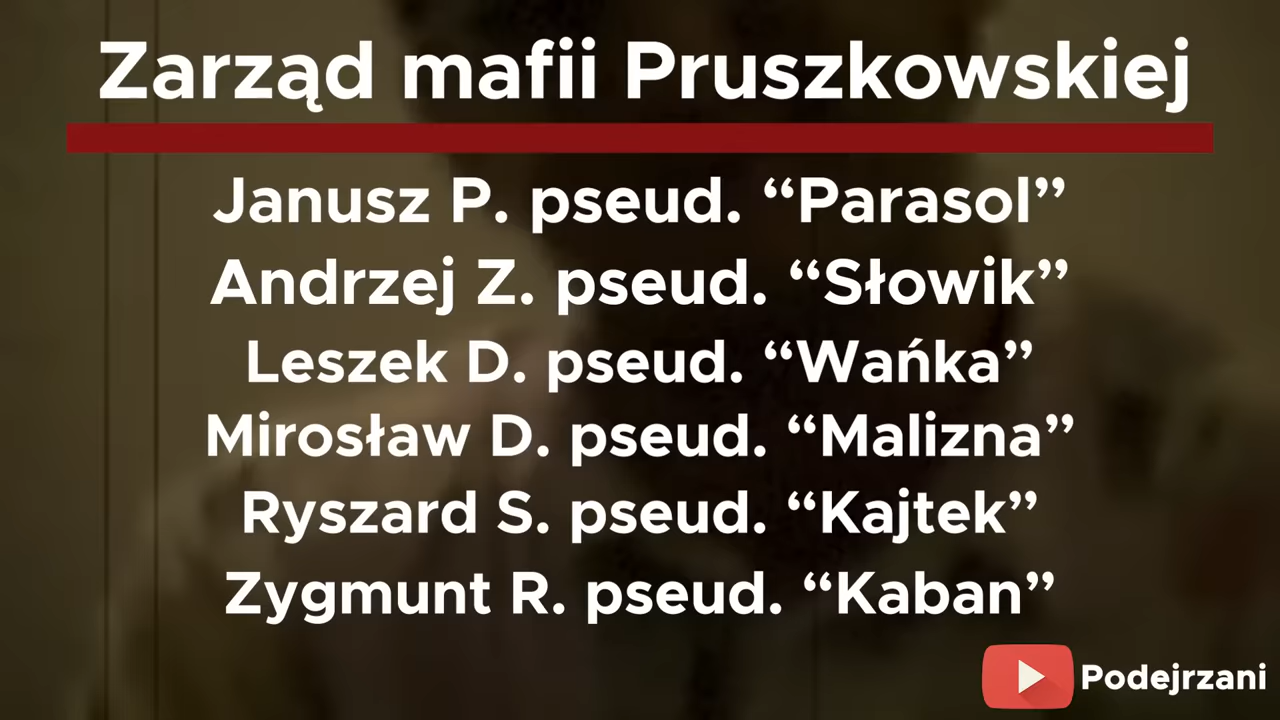 Zarząd mafii Pruszkowskiej
Janusz P. pseud. “Parasol”
Andrzej Z. pseud. “Słowik”
Leszek D. pseud. “Wańka”
Mirosław D. pseud. “Malizna”
Ryszard S. pseud. “Kajtek”
Zygmunt R. pseud. “Kaban”
Podejrzani